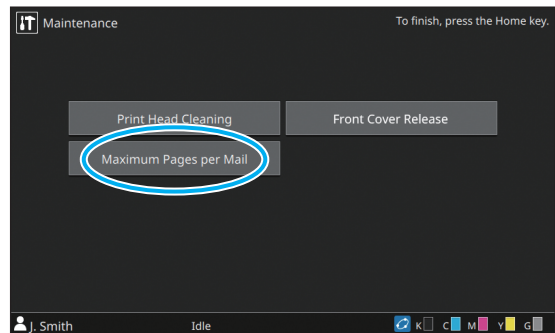 Maintenance
To finish, press the Home key.
Print Head Cleaning
Front Cover Release
Maximum Pages per Mail
J. Smith
Idle
K C M Y G